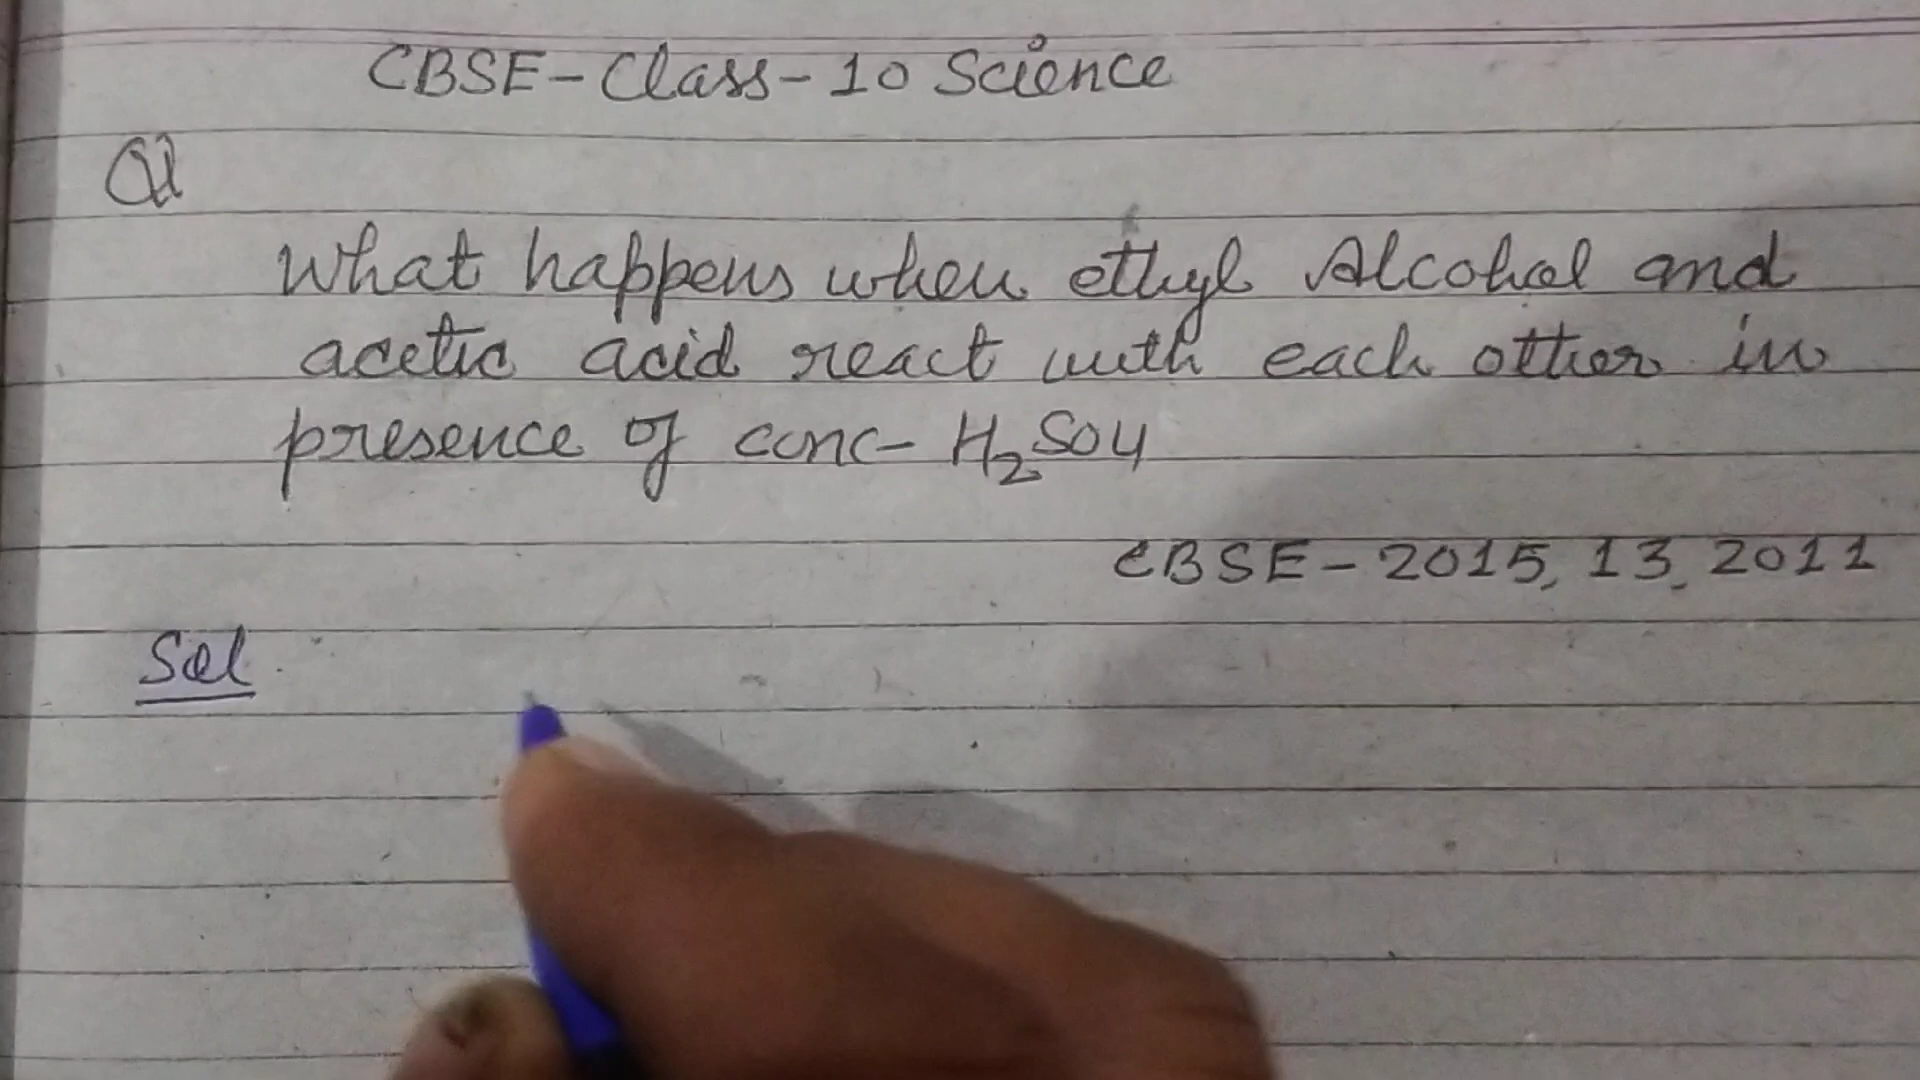 CBSE-Class-10 Science
Q1
What happens when ethyl Alcohol and
acetic acid react with each other in
presence of conc- H₂SO4
CBSE-2015, 13, 2011
Sol